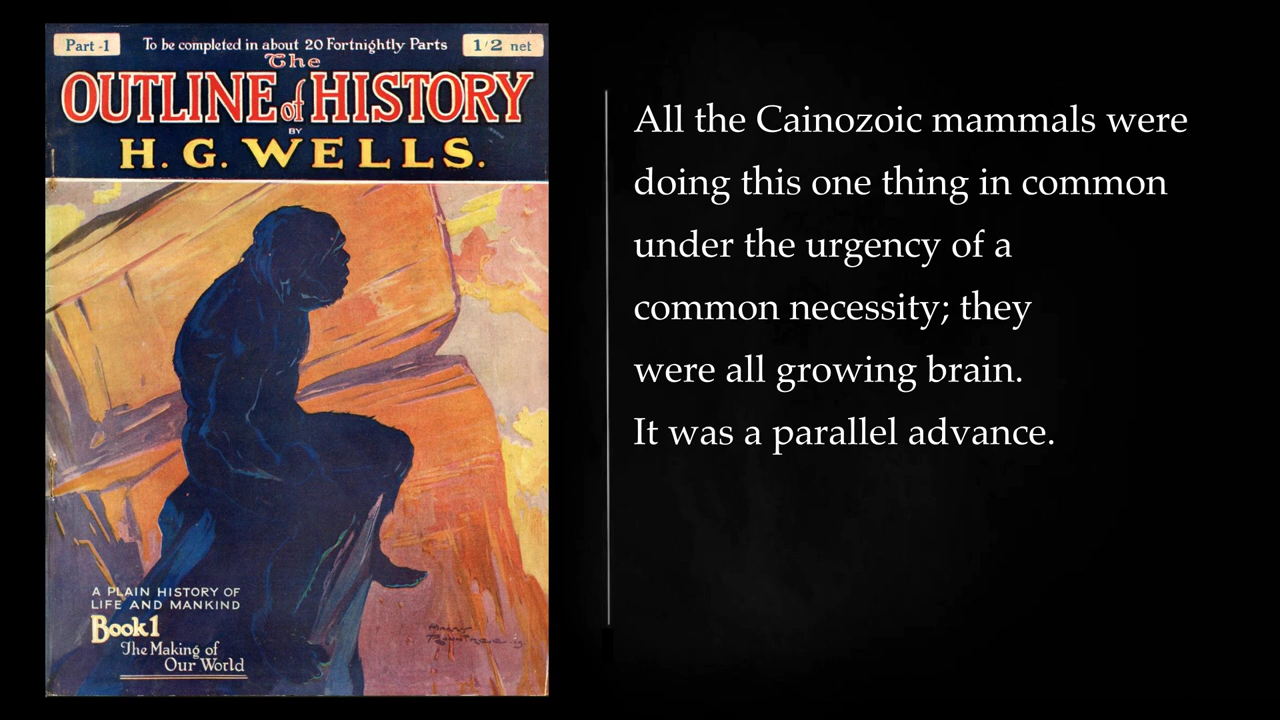 Part -1
To be completed in about 20 Fortnightly Parts
1/2 net
The
OUTLINE of HISTORY
BY
H. G. WELLS.
A PLAIN HISTORY OF
LIFE AND MANKIND
Book 1
The Making of
Our World
All the Cainozoic mammals were
doing this one thing in common
under the urgency of a
common necessity; they
were all growing brain.
It was a parallel advance.